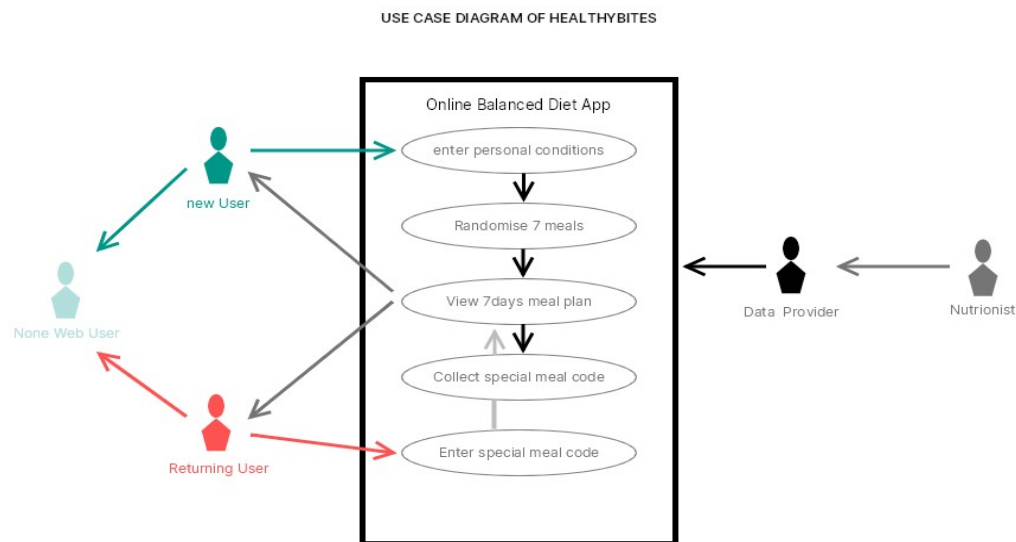 USE CASE DIAGRAM OF HEALTHYBITES
Online Balanced Diet App
enter personal conditions
new User
Randomise 7 meals
View 7days meal plan
Data Provider
Nutrionist
None Web User
Collect special meal code
Enter special meal code
Returning User